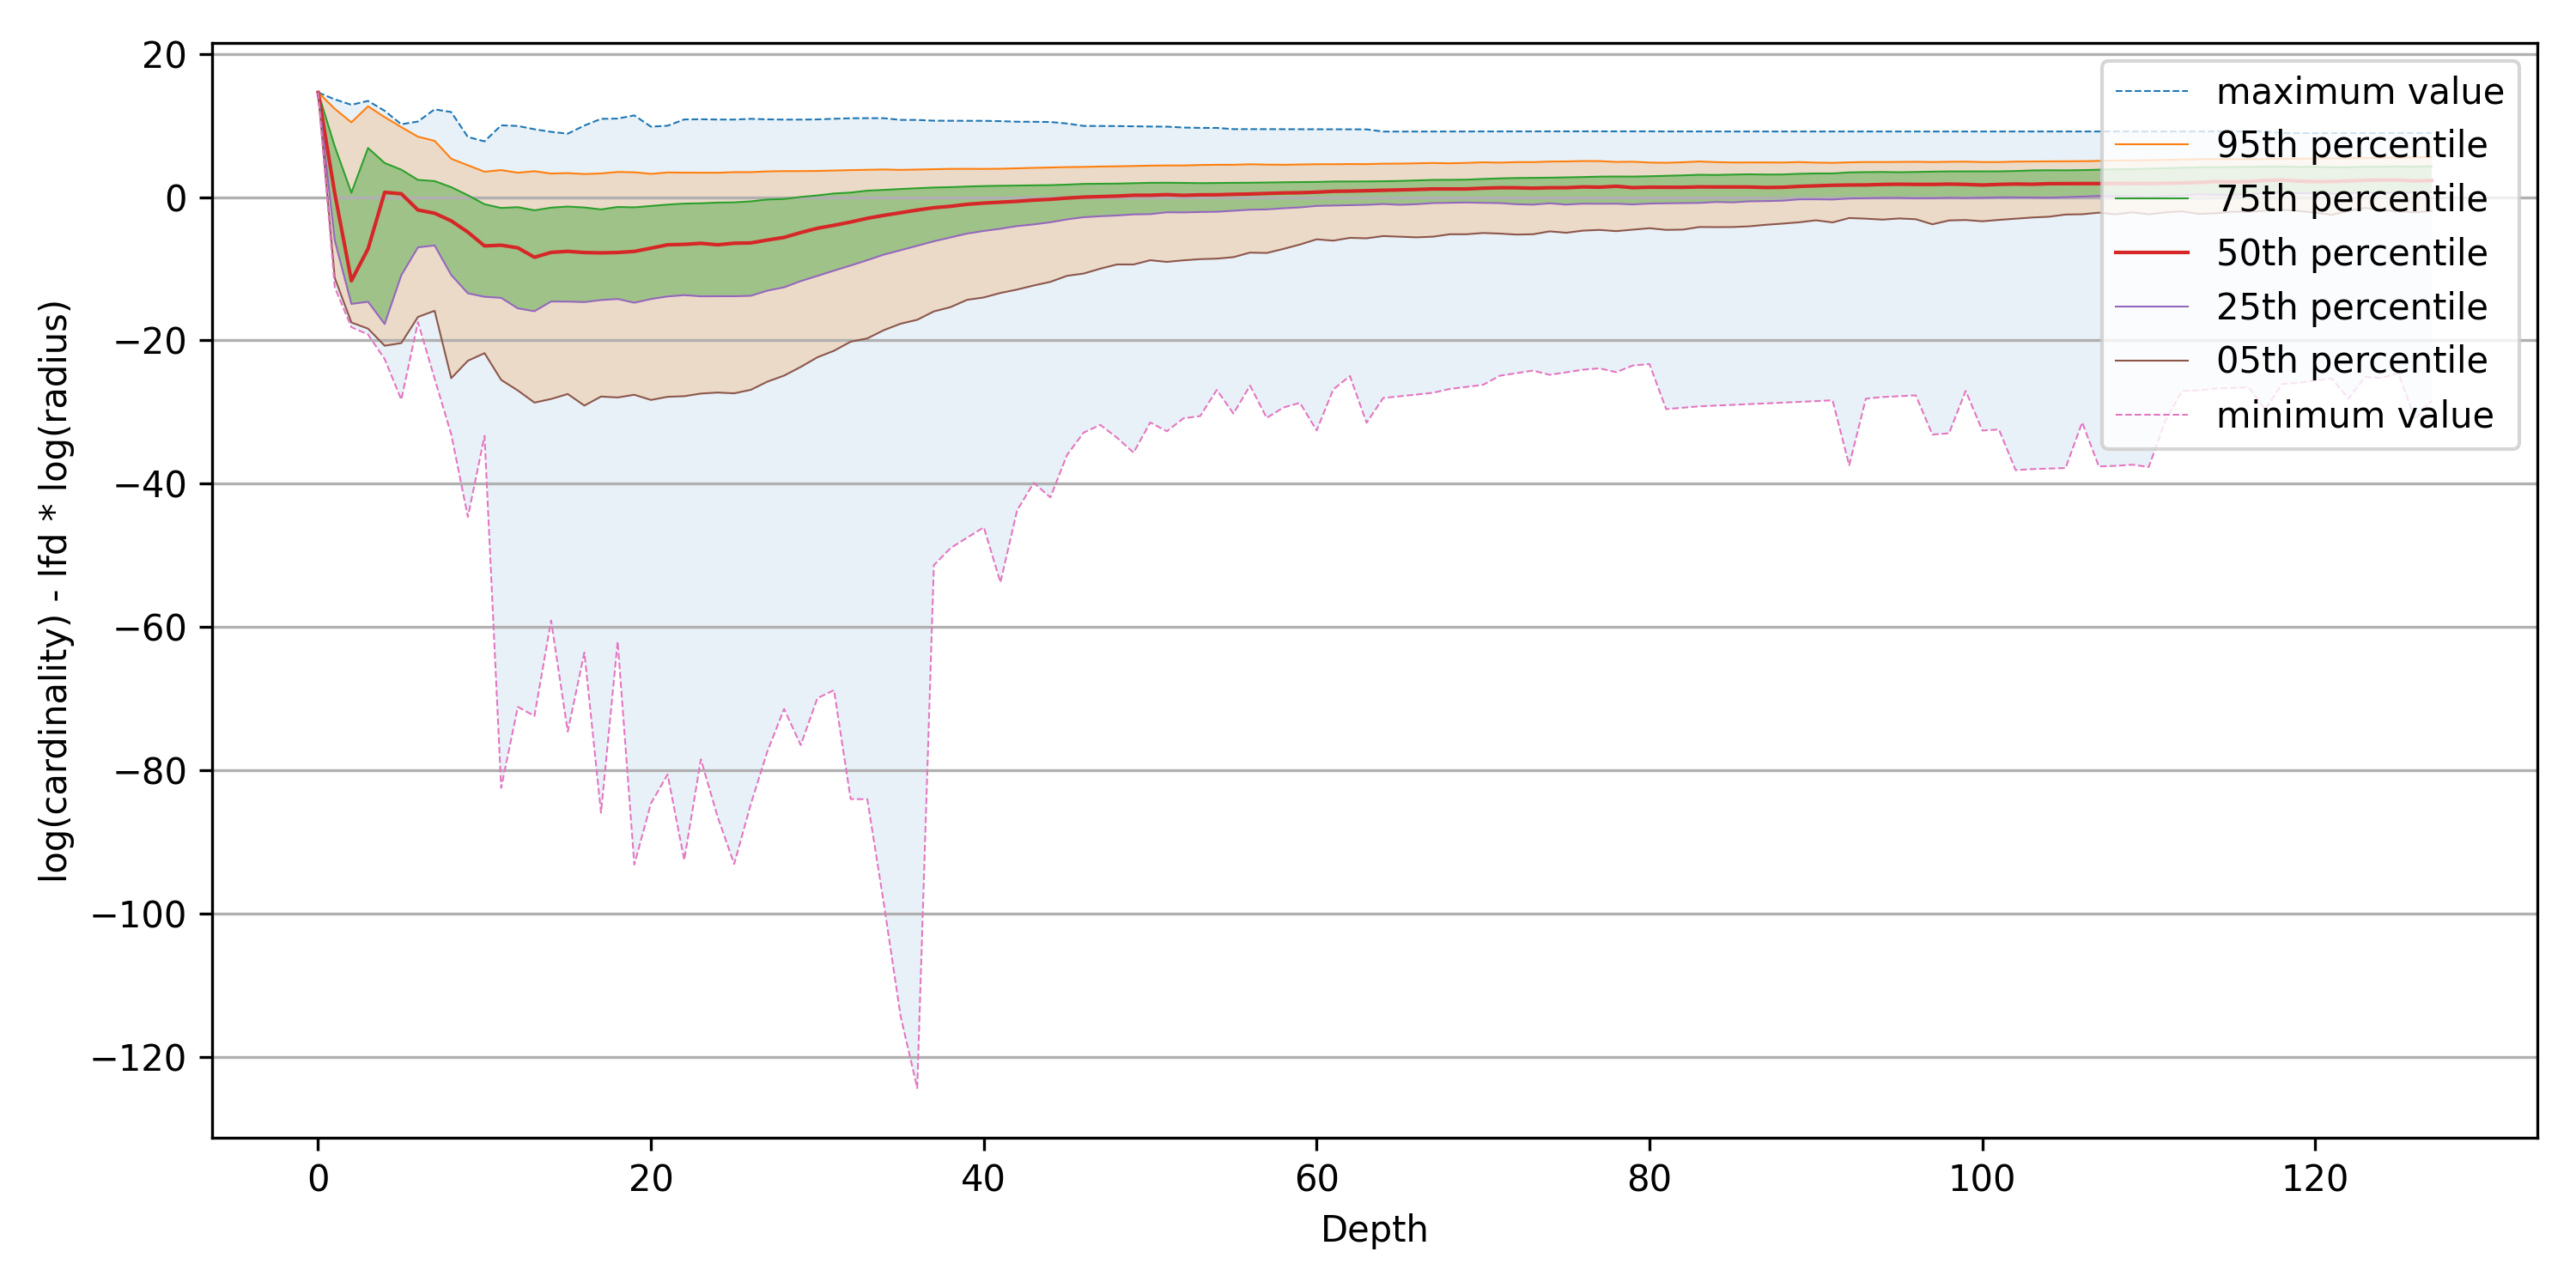 log(cardinality) - lfd * log(radius)
20
0
−20
−40
−60
−80
−100
−120
maximum value
95th percentile
75th percentile
50th percentile
25th percentile
05th percentile
minimum value
0 20 40 60 80 100 120
Depth